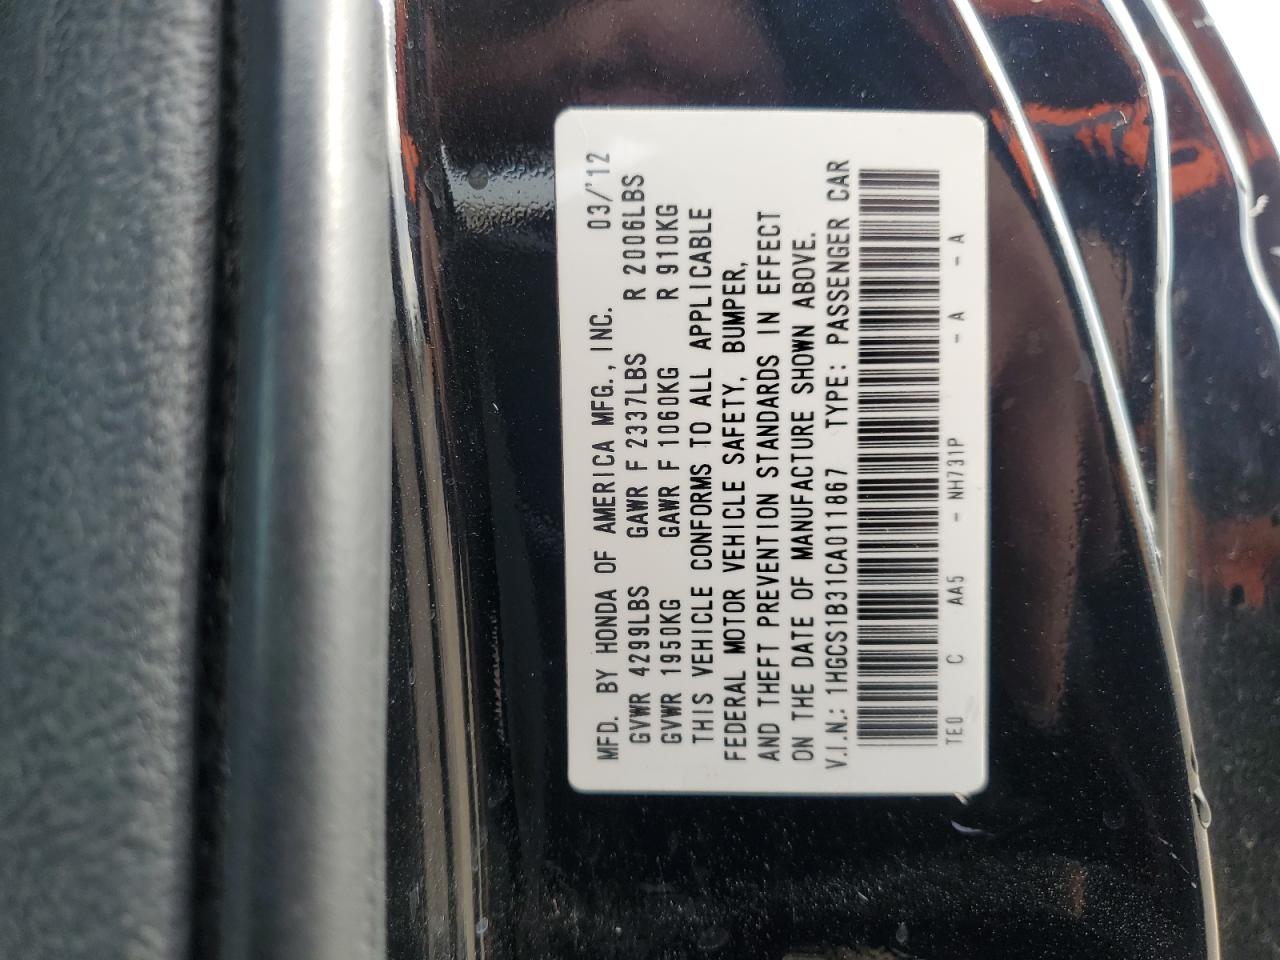 MFD. BY HONDA OF AMERICA MFG., INC. 03/'12
GVWR 4299LBS GAWR F 2337LBS R 2006LBS
GVWR 1950KG GAWR F 1060KG R 910KG
THIS VEHICLE CONFORMS TO ALL APPLICABLE
FEDERAL MOTOR VEHICLE SAFETY, BUMPER,
AND THEFT PREVENTION STANDARDS IN EFFECT
ON THE DATE OF MANUFACTURE SHOWN ABOVE.
V.I.N.: 1HGCS1B31CA011867 TYPE: PASSENGER CAR
TE0 C AA5 - NH731P - A - A